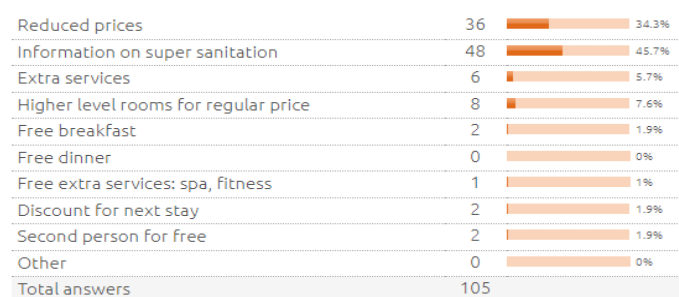 Reduced prices 36 34.3%
Information on super sanitation 48 45.7%
Extra services 6 5.7%
Higher level rooms for regular price 8 7.6%
Free breakfast 2 1.9%
Free dinner 0 0%
Free extra services: spa, fitness 1 1%
Discount for next stay 2 1.9%
Second person for free 2 1.9%
Other 0 0%
Total answers 105